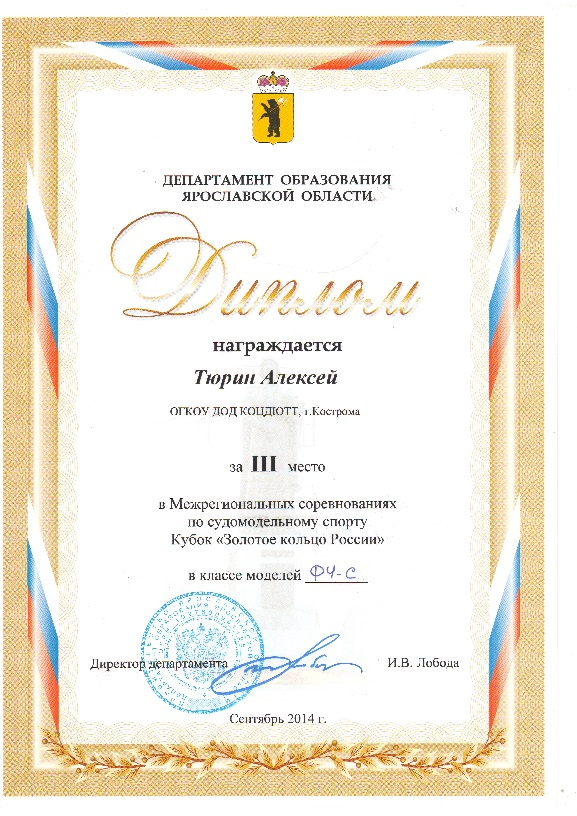 ДЕПАРТАМЕНТ ОБРАЗОВАНИЯ
ЯРОСЛАВСКОЙ ОБЛАСТИ
Диплом
награждается
Тюрин Алексей
ОГКОУ ДОД КОЦДЮТТ, г.Кострома
за III место
в Межрегиональных соревнованиях
по судомодельному спорту
Кубок «Золотое кольцо России»
в классе моделей Ф4-С
Директор департамента И.В. Лобода
Сентябрь 2014 г.